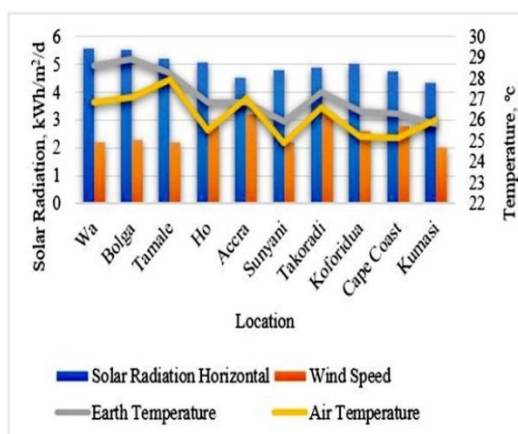 6
5
4
3
2
1
0
Solar Radiation, kWh/m²/d
30
29
28
27
26
25
24
23
22
Temperature, °c
Wa
Bolga
Tamale
Ho
Accra
Sunyani
Takoradi
Koforidua
Cape Coast
Kumasi
Location
Solar Radiation Horizontal
Wind Speed
Earth Temperature
Air Temperature